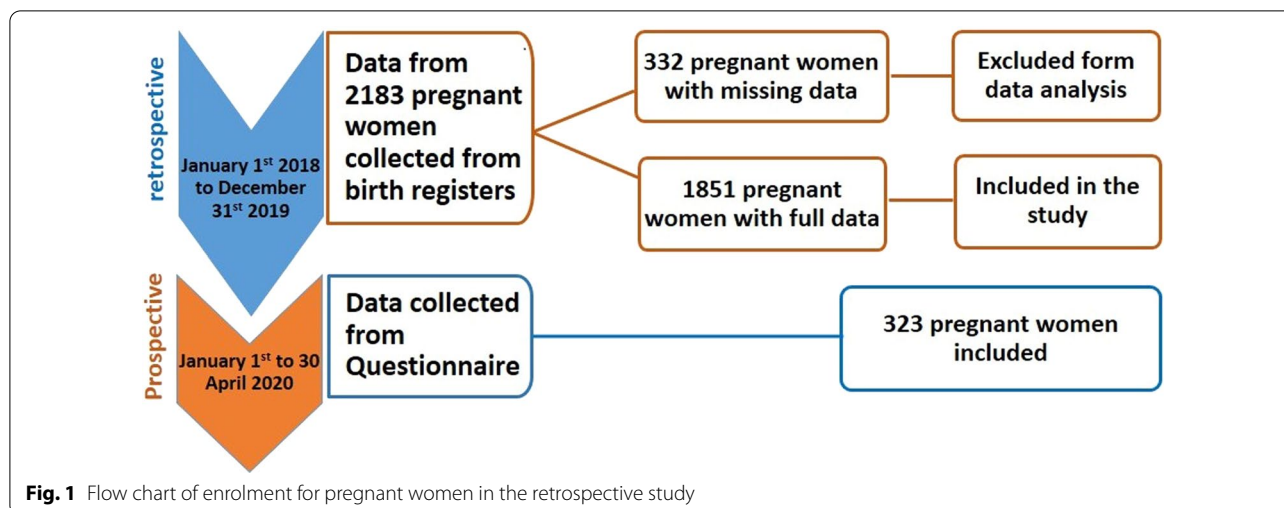 retrospective
January 1st 2018
to December
31st 2019
Data from
2183 pregnant
women
collected from
birth registers
332 pregnant women
with missing data
Excluded form
data analysis
1851 pregnant
women with full data
Included in the
study
Prospective
January 1st to 30
April 2020
Data collected
from
Questionnaire
323 pregnant women
included
Fig. 1 Flow chart of enrolment for pregnant women in the retrospective study